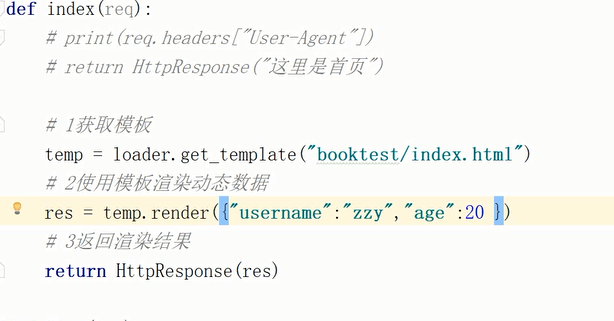 def index(req):
    # print(req.headers["User-Agent"])
    # return HttpResponse("这里是首页")
    # 1获取模板
    temp = loader.get_template("booktest/index.html")
    # 2使用模板渲染动态数据
    res = temp.render({"username":"zzy","age":20 })
    # 3返回渲染结果
    return HttpResponse(res)